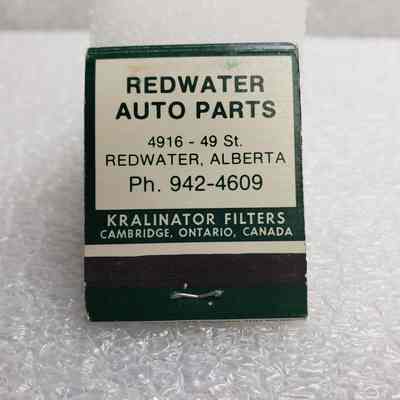 REDWATER
AUTO PARTS
4916 - 49 St.
REDWATER, ALBERTA
Ph. 942-4609
KRALINATOR FILTERS
CAMBRIDGE, ONTARIO, CANADA